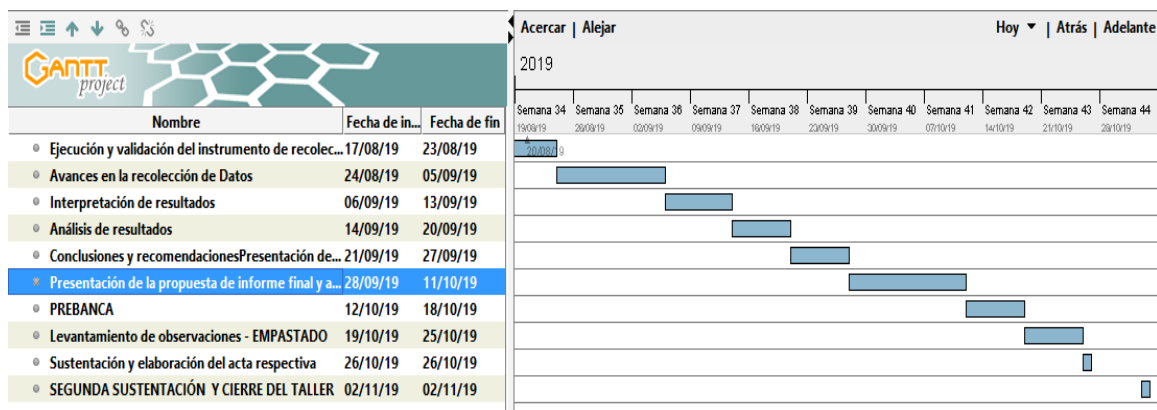 Acercar | Alejar Hoy ▼ | Atrás | Adelante
GANTT project
2019
Semana 34 Semana 35 Semana 36 Semana 37 Semana 38 Semana 39 Semana 40 Semana 41 Semana 42 Semana 43 Semana 44
19/08/19 26/08/19 02/09/19 09/09/19 16/09/19 23/09/19 30/09/19 07/10/19 14/10/19 21/10/19 28/10/19
Nombre Fecha de in... Fecha de fin
Ejecución y validación del instrumento de recolec... 17/08/19 23/08/19 20/08/19
Avances en la recolección de Datos 24/08/19 05/09/19
Interpretación de resultados 06/09/19 13/09/19
Análisis de resultados 14/09/19 20/09/19
Conclusiones y recomendacionesPresentación de... 21/09/19 27/09/19
Presentación de la propuesta de informe final y a... 28/09/19 11/10/19
PREBANCA 12/10/19 18/10/19
Levantamiento de observaciones - EMPASTADO 19/10/19 25/10/19
Sustentación y elaboración del acta respectiva 26/10/19 26/10/19
SEGUNDA SUSTENTACIÓN Y CIERRE DEL TALLER 02/11/19 02/11/19